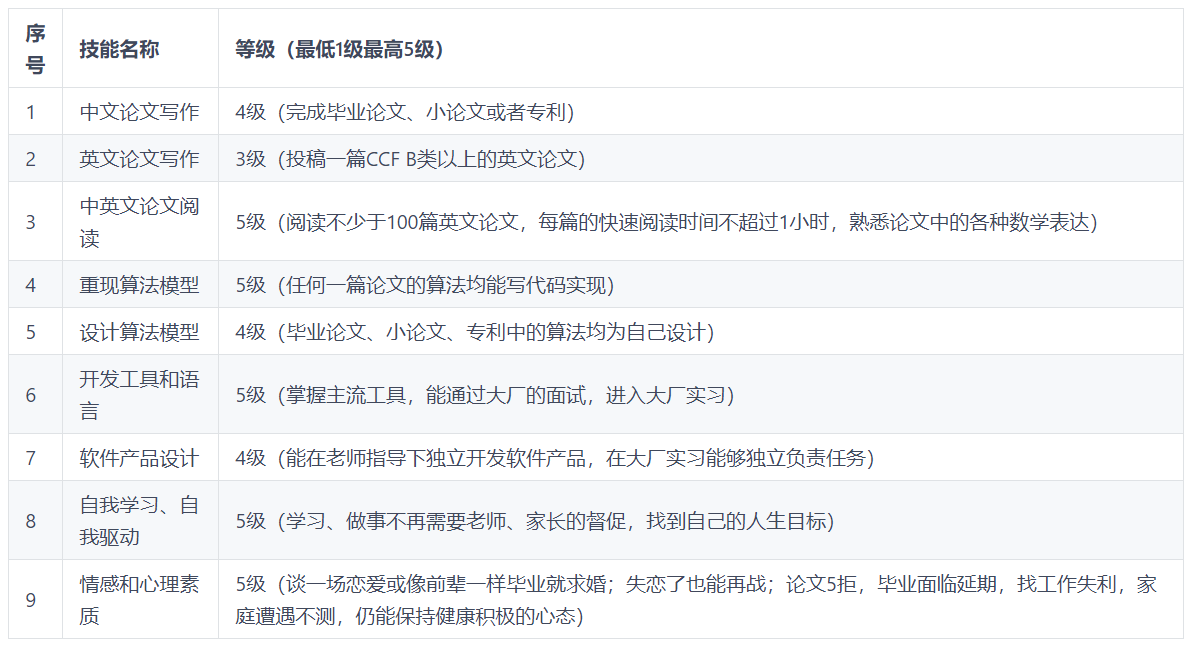 序
号
技能名称
等级（最低1级最高5级）
1
中文论文写作
4级（完成毕业论文、小论文或者专利）
2
英文论文写作
3级（投稿一篇CCF B类以上的英文论文）
3
中英文论文阅
读
5级（阅读不少于100篇英文论文，每篇的快速阅读时间不超过1小时，熟悉论文中的各种数学表达）
4
重现算法模型
5级（任何一篇论文的算法均能写代码实现）
5
设计算法模型
4级（毕业论文、小论文、专利中的算法均为自己设计）
6
开发工具和语
言
5级（掌握主流工具，能通过大厂的面试，进入大厂实习）
7
软件产品设计
4级（能在老师指导下独立开发软件产品，在大厂实习能够独立负责任务）
8
自我学习、自
我驱动
5级（学习、做事不再需要老师、家长的督促，找到自己的人生目标）
9
情感和心理素
质
5级（谈一场恋爱或像前辈一样毕业就求婚；失恋了也能再战；论文5拒，毕业面临延期，找工作失利，家
庭遭遇不测，仍能保持健康积极的心态）